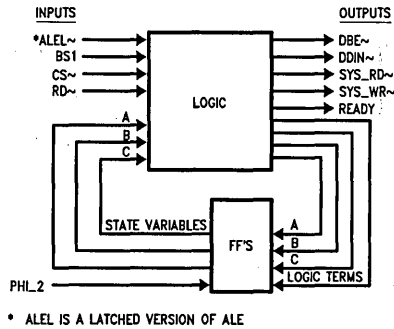 INPUTS
OUTPUTS
*ALEL~
BS1
CS~
RD~
A
B
C
LOGIC
DBE~
DDIN~
SYS_RD~
SYS_WR~
READY
STATE VARIABLES
FF'S
A
B
C
LOGIC TERMS
PHI_2
* ALEL IS A LATCHED VERSION OF ALE